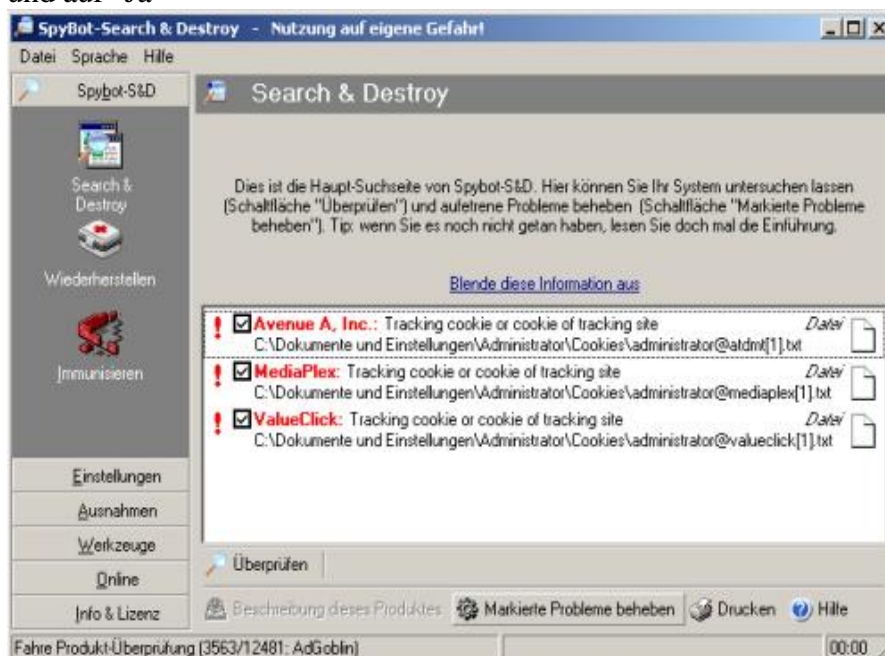 und auf "Ja"
SpyBot-Search & Destroy - Nutzung auf eigene Gefahr!
Datei Sprache Hilfe
Spybot-S&D
Search & Destroy
Search &
Destroy
Wiederherstellen
Immunisieren
Dies ist die Haupt-Suchseite von Spybot-S&D. Hier können Sie Ihr System untersuchen lassen
(Schaltfläche "Überprüfen") und aufetrene Probleme beheben (Schaltfläche "Markierte Probleme
beheben"). Tip: wenn Sie es noch nicht getan haben, lesen Sie doch mal die Einführung.
Blende diese Information aus
Avenue A, Inc.: Tracking cookie or cookie of tracking site Datei
C:\Dokumente und Einstellungen\Administrator\Cookies\administrator@atdmt[1].txt
MediaPlex: Tracking cookie or cookie of tracking site Datei
C:\Dokumente und Einstellungen\Administrator\Cookies\administrator@mediaplex[1].txt
ValueClick: Tracking cookie or cookie of tracking site Datei
C:\Dokumente und Einstellungen\Administrator\Cookies\administrator@valueclick[1].txt
Einstellungen
Ausnahmen
Werkzeuge
Online
Info & Lizenz
Überprüfen
Beschreibung dieses Produktes Markierte Probleme beheben Drucken Hilfe
Fahre Produkt-Überprüfung (3563/12481: AdGoblin) 00:00